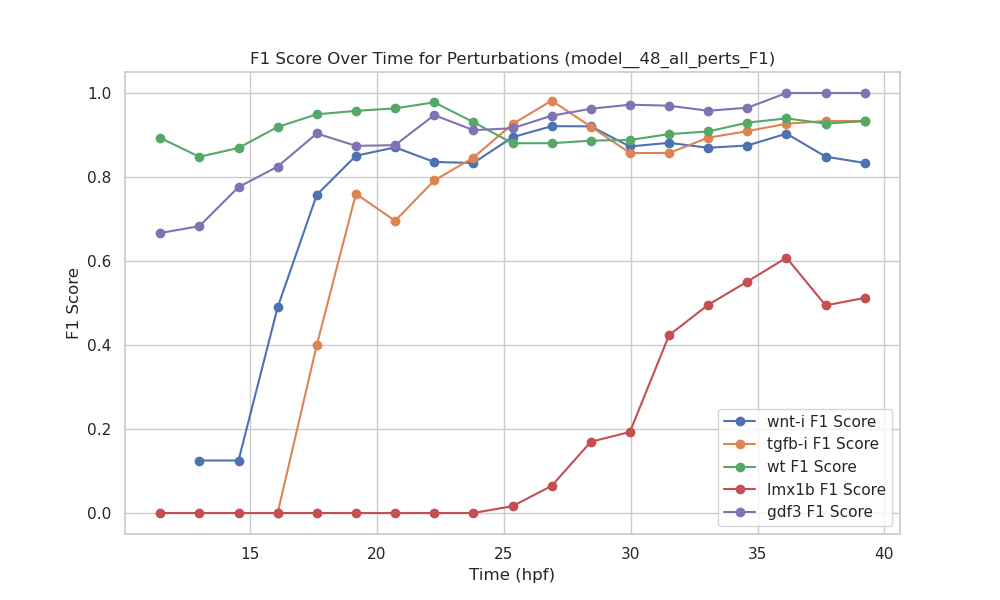 F1 Score Over Time for Perturbations (model__48_all_perts_F1)
F1 Score
1.0
0.8
0.6
0.4
0.2
0.0
15
20
25
30
35
40
Time (hpf)
wnt-i F1 Score
tgfb-i F1 Score
wt F1 Score
lmx1b F1 Score
gdf3 F1 Score